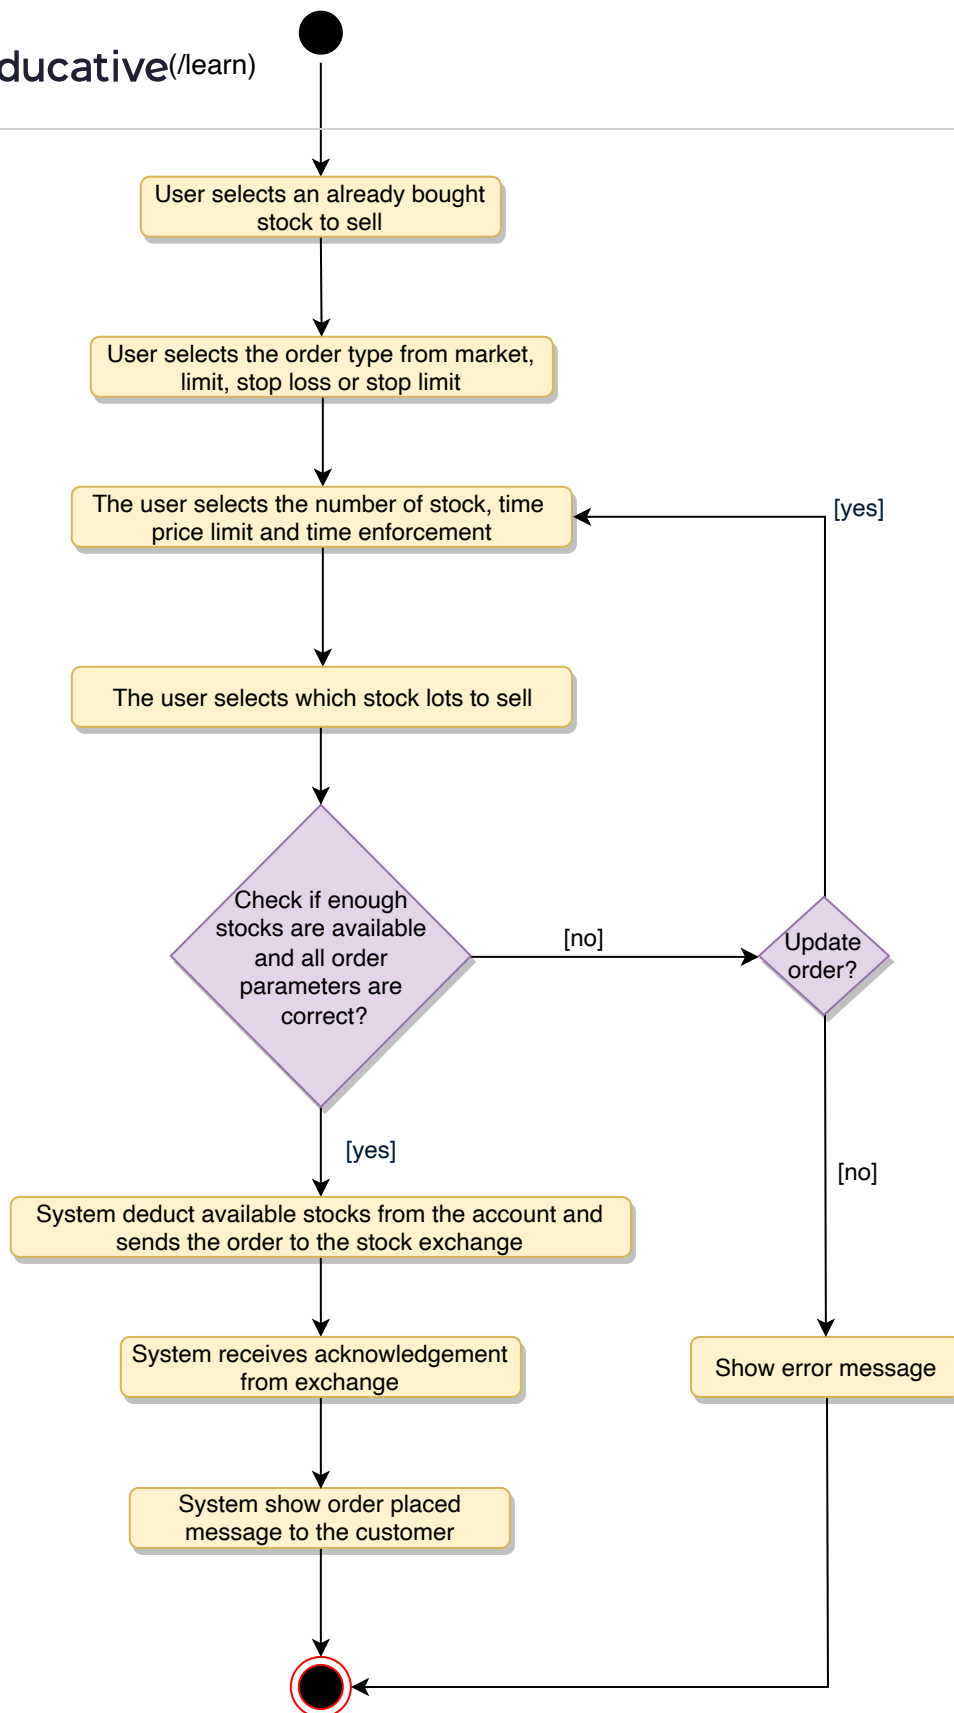 ducative(/learn)
User selects an already bought
stock to sell
User selects the order type from market,
limit, stop loss or stop limit
The user selects the number of stock, time
price limit and time enforcement
[yes]
The user selects which stock lots to sell
Check if enough
stocks are available
and all order
parameters are
correct?
[no]
Update
order?
[yes]
[no]
System deduct available stocks from the account and
sends the order to the stock exchange
System receives acknowledgement
from exchange
Show error message
System show order placed
message to the customer